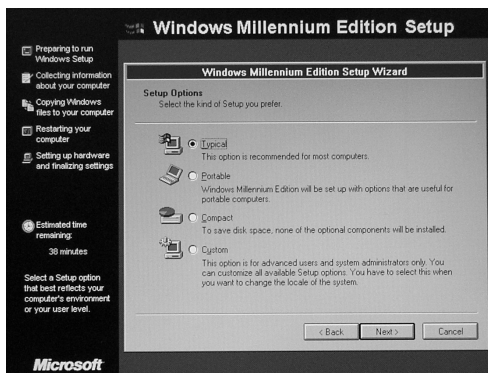 Windows Millennium Edition Setup
Preparing to run
Windows Setup
Collecting information
about your computer
Copying Windows
files to your computer
Restarting your
computer
Setting up hardware
and finalizing settings
Estimated time
remaining:
38 minutes
Select a Setup option
that best reflects your
computer's environment
or your user level.
Microsoft
Windows Millennium Edition Setup Wizard
Setup Options
Select the kind of Setup you prefer.
Typical
This option is recommended for most computers.
Portable
Windows Millennium Edition will be set up with options that are useful for
portable computers.
Compact
To save disk space, none of the optional components will be installed.
Custom
This option is for advanced users and system administrators only. You
can customize all available Setup options. You have to select this when
you want to change the locale of the system.
< Back
Next >
Cancel